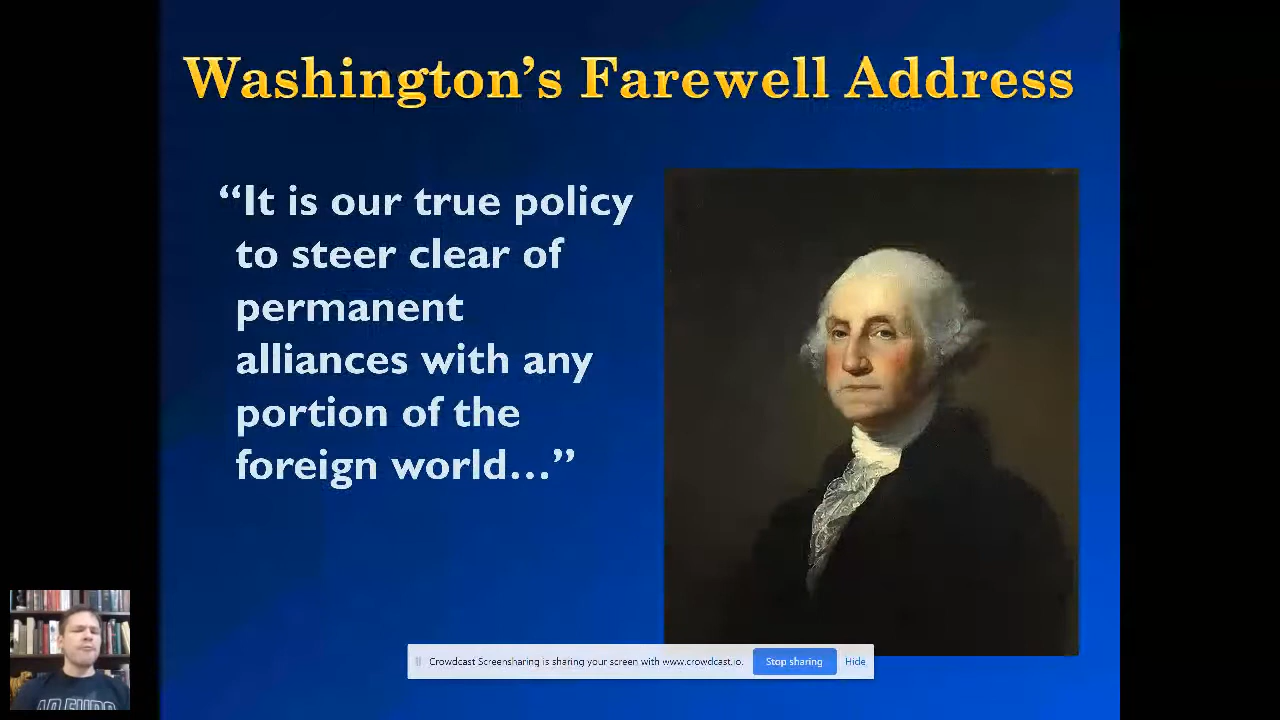 Washington’s Farewell Address
“It is our true policy
to steer clear of
permanent
alliances with any
portion of the
foreign world…”
Crowdcast Screensharing is sharing your screen with www.crowdcast.io.
Stop sharing
Hide